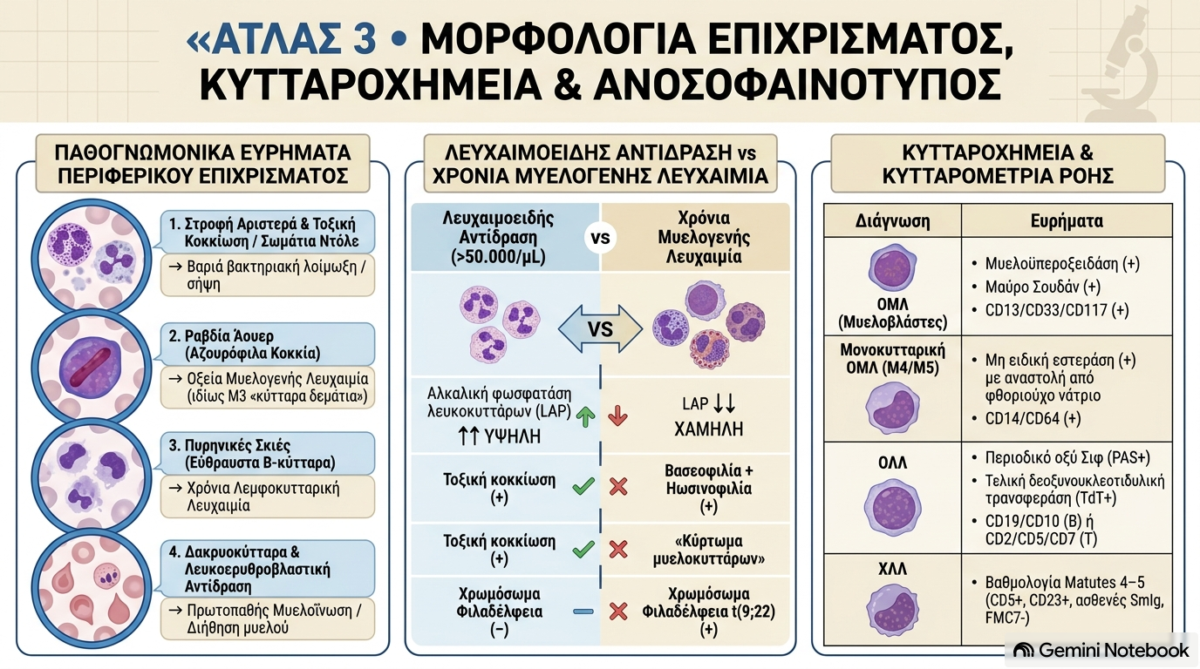 «ΑΤΛΑΣ 3 • ΜΟΡΦΟΛΟΓΙΑ ΕΠΙΧΡΙΣΜΑΤΟΣ,
ΚΥΤΤΑΡΟΧΗΜΕΙΑ & ΑΝΟΣΟΦΑΙΝΟΤΥΠΟΣ
ΠΑΘΟΓΝΩΜΟΝΙΚΑ ΕΥΡΗΜΑΤΑ
ΠΕΡΙΦΕΡΙΚΟΥ ΕΠΙΧΡΙΣΜΑΤΟΣ
1. Στροφή Αριστερά & Τοξική
Κοκκίωση / Σωμάτια Ντόλε
→ Βαριά βακτηριακή λοίμωξη /
σήψη
2. Ραβδία Άουερ
(Αζουρόφιλα Κοκκία)
→ Οξεία Μυελογενής Λευχαιμία
(ιδίως M3 «κύτταρα δεμάτια»)
3. Πυρηνικές Σκιές
(Εύθραυστα Β-κύτταρα)
→ Χρόνια Λεμφοκυτταρική
Λευχαιμία
4. Δακρυοκύτταρα &
Λευκοερυθροβλαστική
Αντίδραση
→ Πρωτοπαθής Μυελοΐνωση /
Διήθηση μυελού
ΛΕΥΧΑΙΜΟΕΙΔΗΣ ΑΝΤΙΔΡΑΣΗ vs
ΧΡΟΝΙΑ ΜΥΕΛΟΓΕΝΗΣ ΛΕΥΧΑΙΜΙΑ
Λευχαιμοειδής
Αντίδραση
(>50.000/μL)
vs
Χρόνια
Μυελογενής
Λευχαιμία
VS
Αλκαλική φωσφατάση
λευκοκυττάρων (LAP)
↑↑ ΥΨΗΛΗ
LAP ↓↓
ΧΑΜΗΛΗ
Τοξική κοκκίωση
(+)
Βασεοφιλία +
Ηωσινοφιλία
(+)
Τοξική κοκκίωση
(+)
«Κύρτωμα
μυελοκυττάρων»
Χρωμόσωμα
Φιλαδέλφεια
(−)
Χρωμόσωμα
Φιλαδέλφεια t(9;22)
(+)
ΚΥΤΤΑΡΟΧΗΜΕΙΑ &
ΚΥΤΤΑΡΟΜΕΤΡΙΑ ΡΟΗΣ
Διάγνωση
Ευρήματα
ΟΜΛ
(Μυελοβλάστες)
• Μυελοϋπεροξειδάση (+)
• Μαύρο Σουδάν (+)
• CD13/CD33/CD117 (+)
Μονοκυτταρική
ΟΜΛ (M4/M5)
• Μη ειδική εστεράση (+)
με αναστολή από
φθοριούχο νάτριο
• CD14/CD64 (+)
ΟΛΛ
• Περιοδικό οξύ Σιφ (PAS+)
• Τελική δεοξυνουκλεοτιδυλική
τρανσφεράση (TdT+)
• CD19/CD10 (B) ή
CD2/CD5/CD7 (T)
ΧΛΛ
• Βαθμολογία Matutes 4–5
(CD5+, CD23+, ασθενές SmIg,
FMC7-)
Gemini Notebook